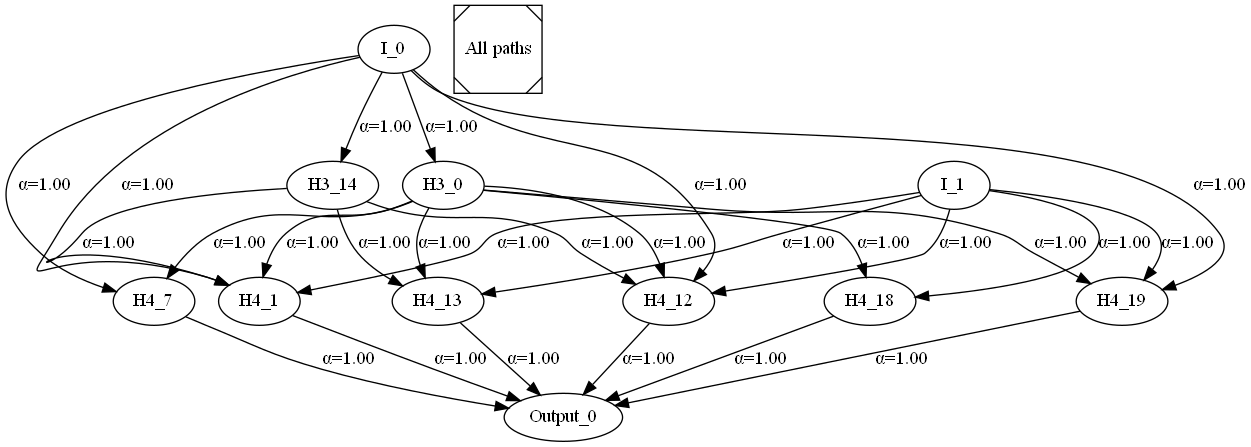 I_0
All paths
α=1.00 α=1.00
H3_14 H3_0 I_1
α=1.00 α=1.00 α=1.00 α=1.00
α=1.00 α=1.00 α=1.00 α=1.00 α=1.00 α=1.00 α=1.00 α=1.00 α=1.00 α=1.00 α=1.00 α=1.00 α=1.00 α=1.00
H4_7 H4_1 H4_13 H4_12 H4_18 H4_19
α=1.00 α=1.00 α=1.00 α=1.00 α=1.00 α=1.00
Output_0